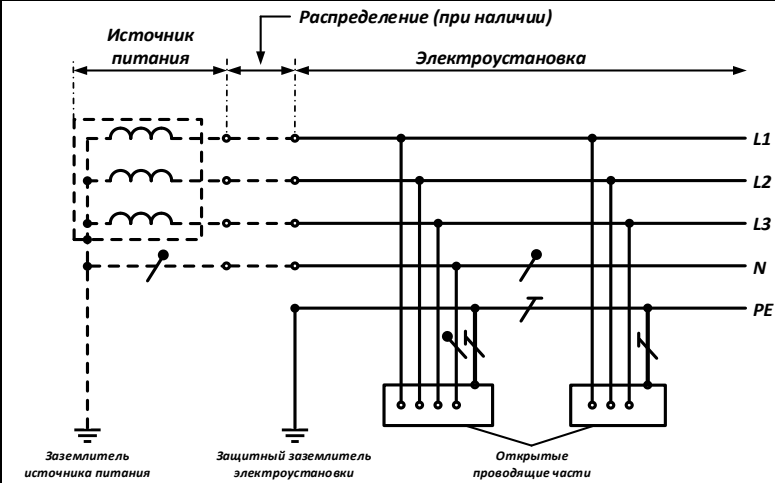 Распределение (при наличии)
Источник
питания
Электроустановка
L1
L2
L3
N
PE
Заземлитель
источника питания
Защитный заземлитель
электроустановки
Открытые
проводящие части